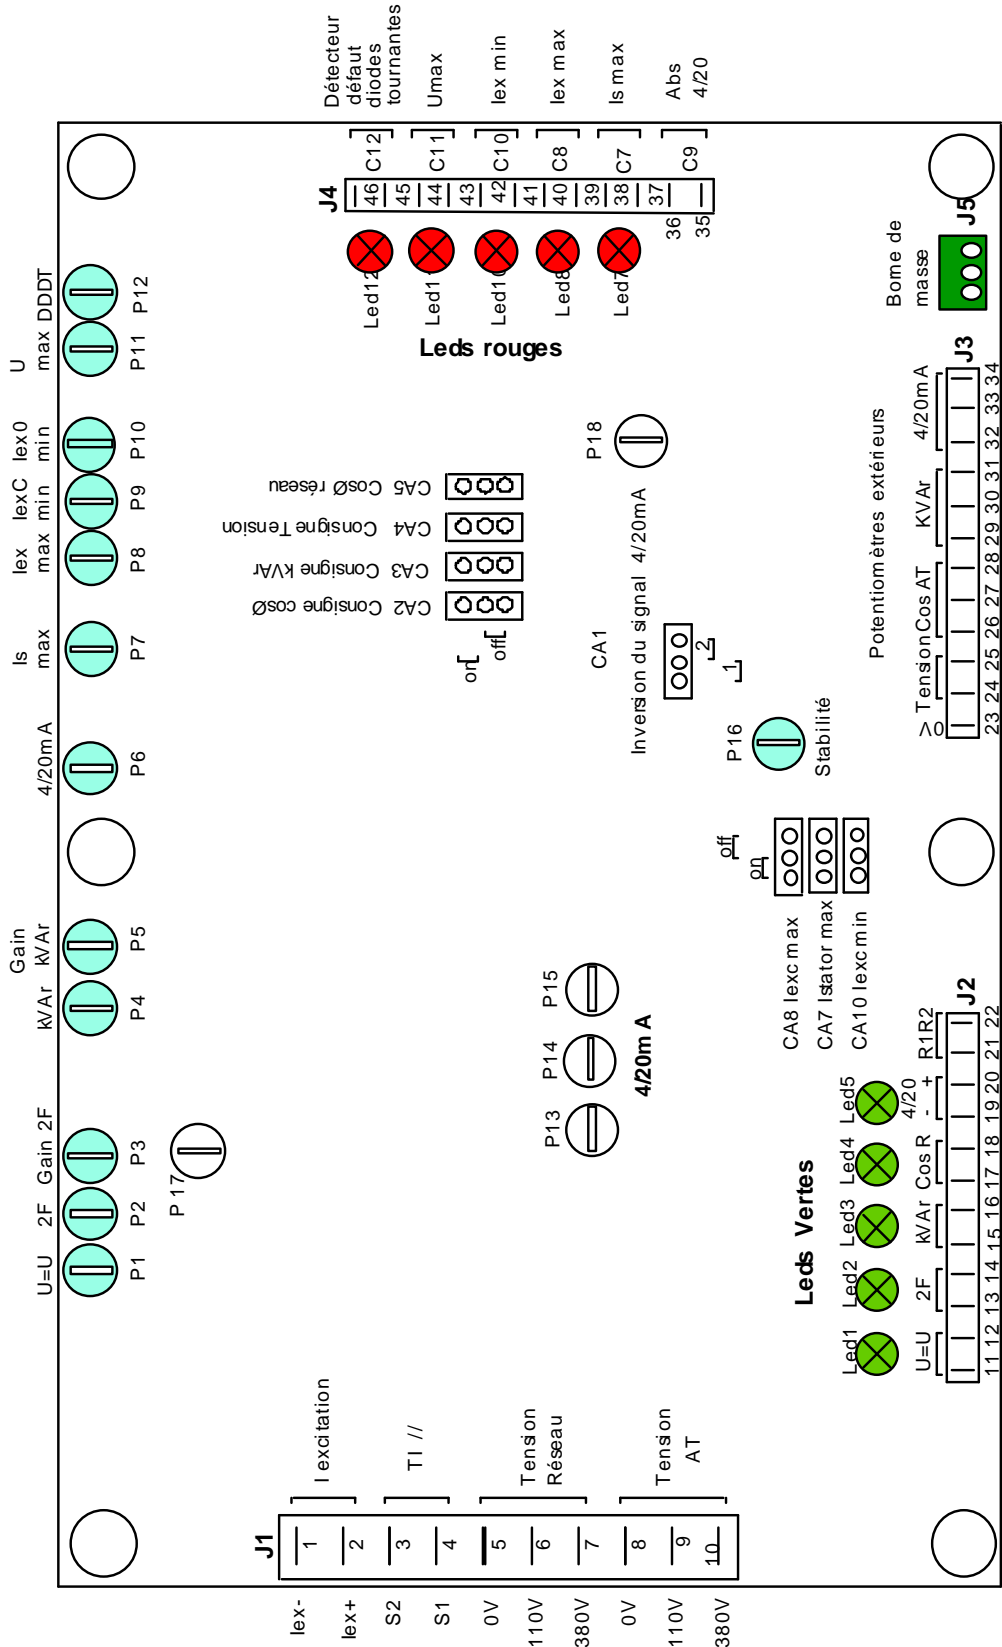 U=U
P1
2F
P2
Gain 2F
P3
P 17
kVAr
P4
Gain
kVAr
P5
4/20m A
P6
Is
max
P7
Iex
max
P8
IexC
min
P9
Iex0
min
P10
U
max
P11
DDDT
P12
J1
Iex-
1
Iex+
2
I excitation
S2
3
S1
4
TI //
0V
5
110V
6
380V
7
Tension
Réseau
0V
8
110V
9
380V
10
Tension
AT
P13
P14
P15
4/20m A
CA2 Consigne cosØ
CA3 Consigne kVAr
CA4 Consigne Tension
CA5 CosØ réseau
on
off
P18
CA1
Inversion du signal 4/20mA
1
2
P16
Stabilité
on
off
CA8 Iexc max
CA7 Istator max
CA10 Iexc min
Leds Vertes
Led1
Led2
Led3
Led4
Led5
J2
U=U
2F
kVAr
Cos R
4/20
- +
R1R2
11 12 13 14 15 16 17 18 19 20 21 22
Potentiomètres extérieurs
J3
>0
Tension
Cos AT
KVAr
4/20m A
23 24 25 26 27 28 29 30 31 32 33 34
Borne de
masse
J5
Leds rouges
Led12
Led11
Led10
Led8
Led7
J4
46
45
44
43
42
41
40
39
38
37
36
35
C12
C11
C10
C8
C7
C9
Détecteur
défaut
diodes
tournantes
Umax
Iex min
Iex max
Is max
Abs
4/20